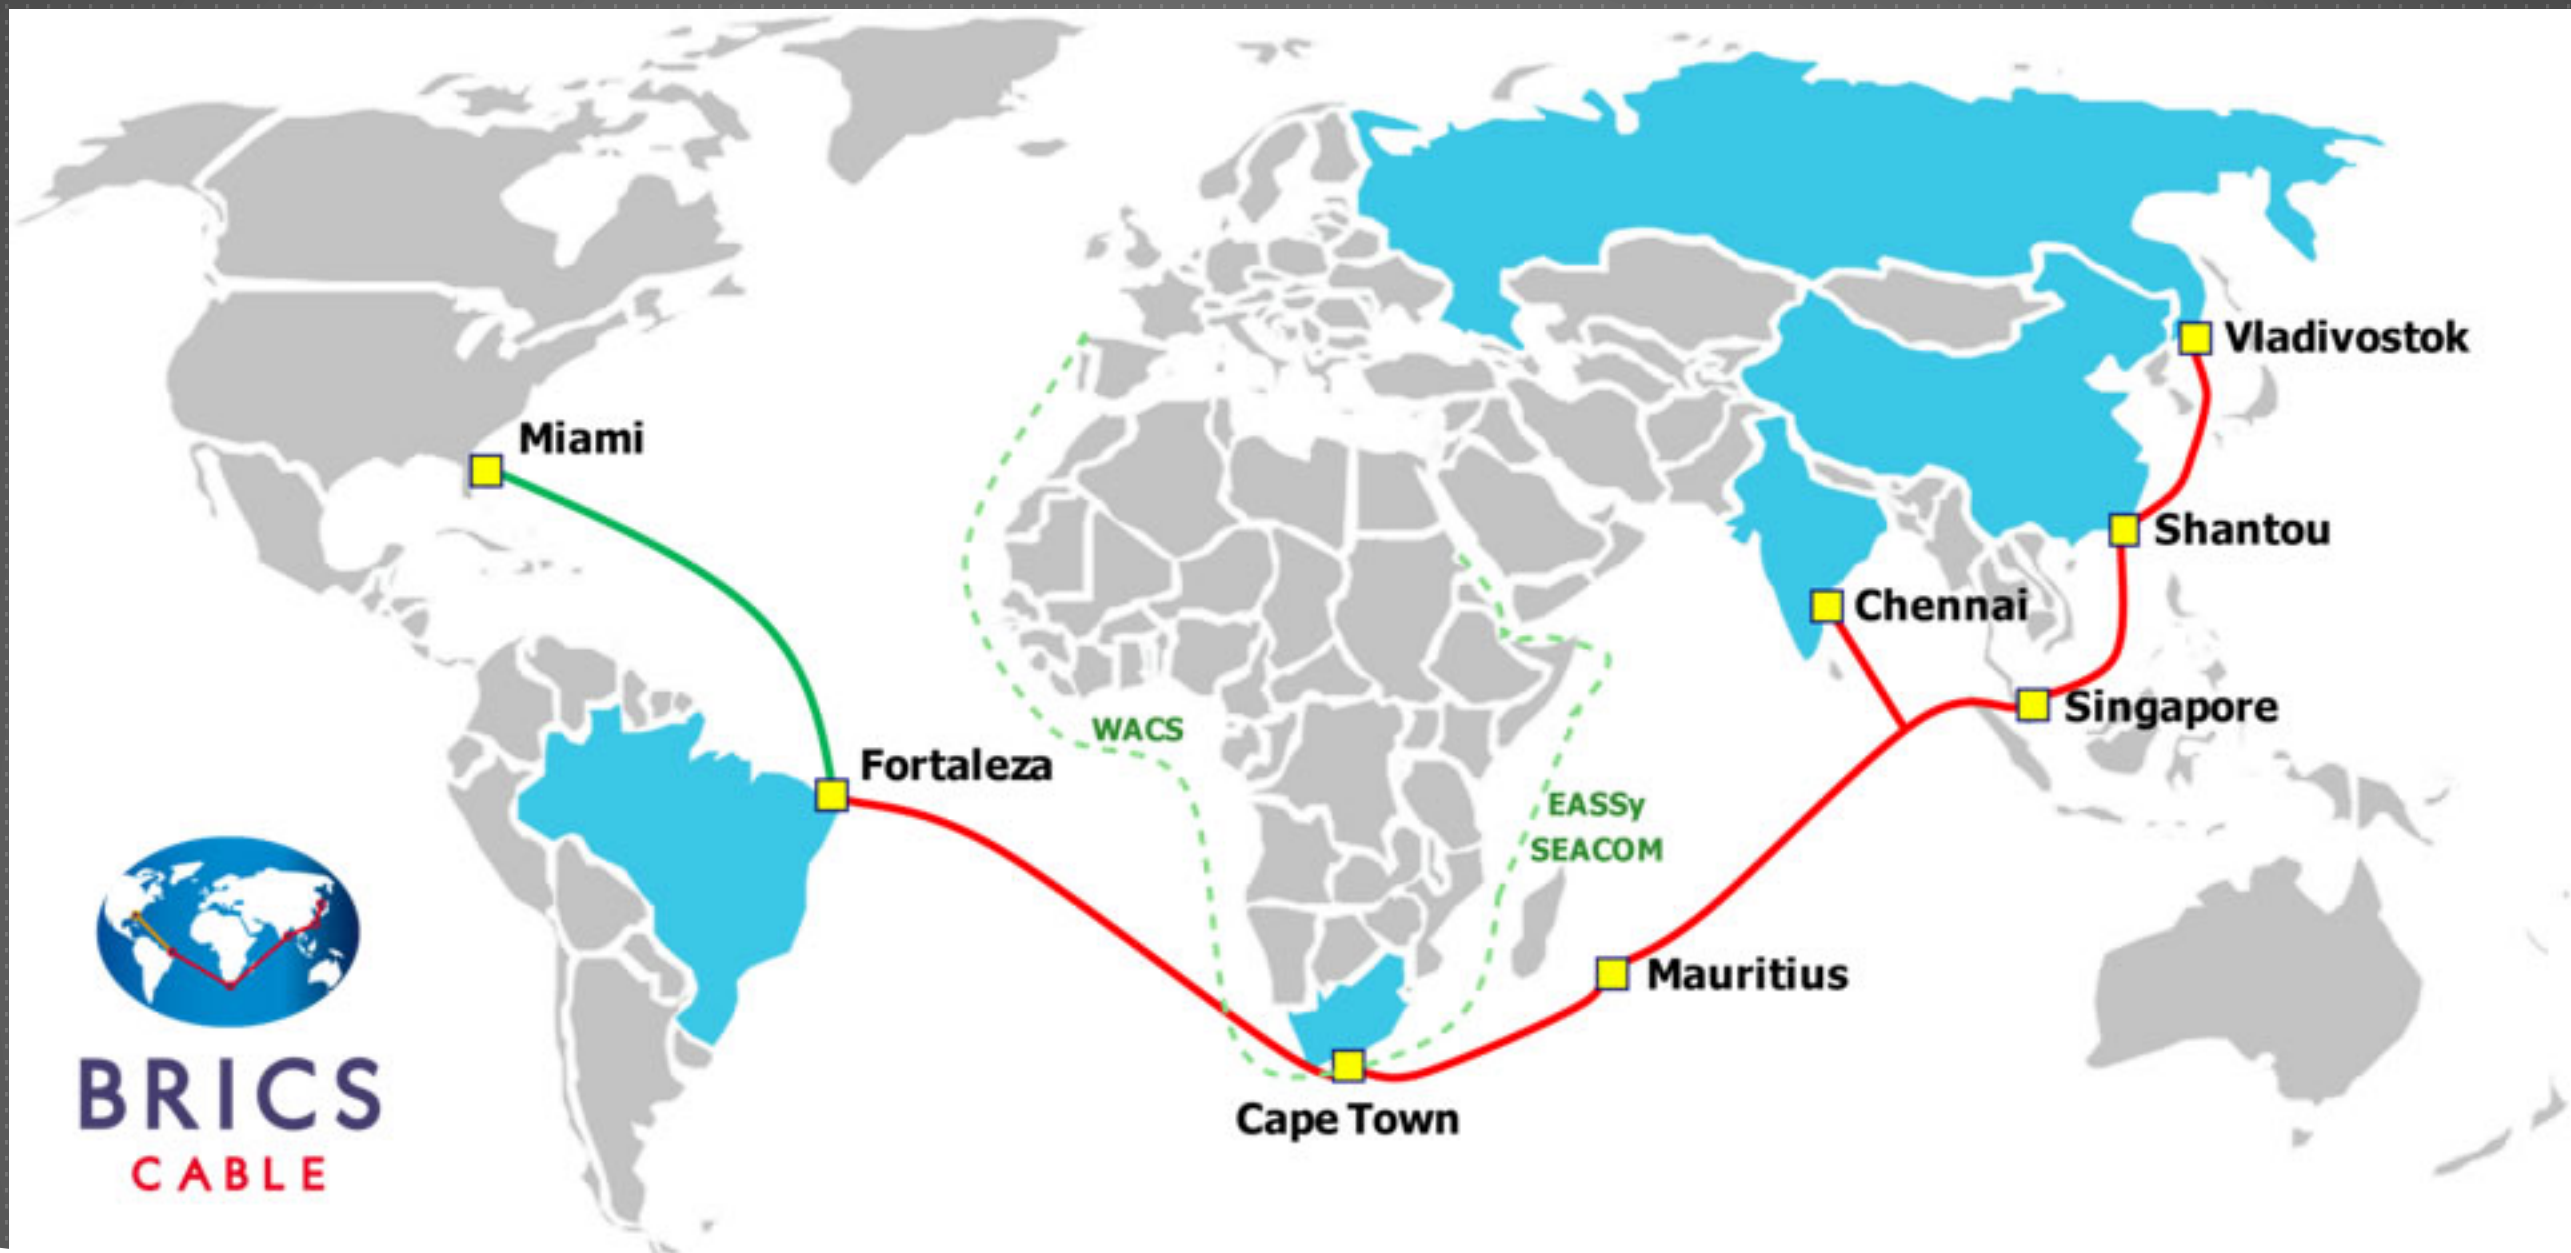 Vladivostok
Miami
Shantou
Chennai
Singapore
WACS
Fortaleza
EASSy
SEACOM
Mauritius
Cape Town
BRICS
CABLE